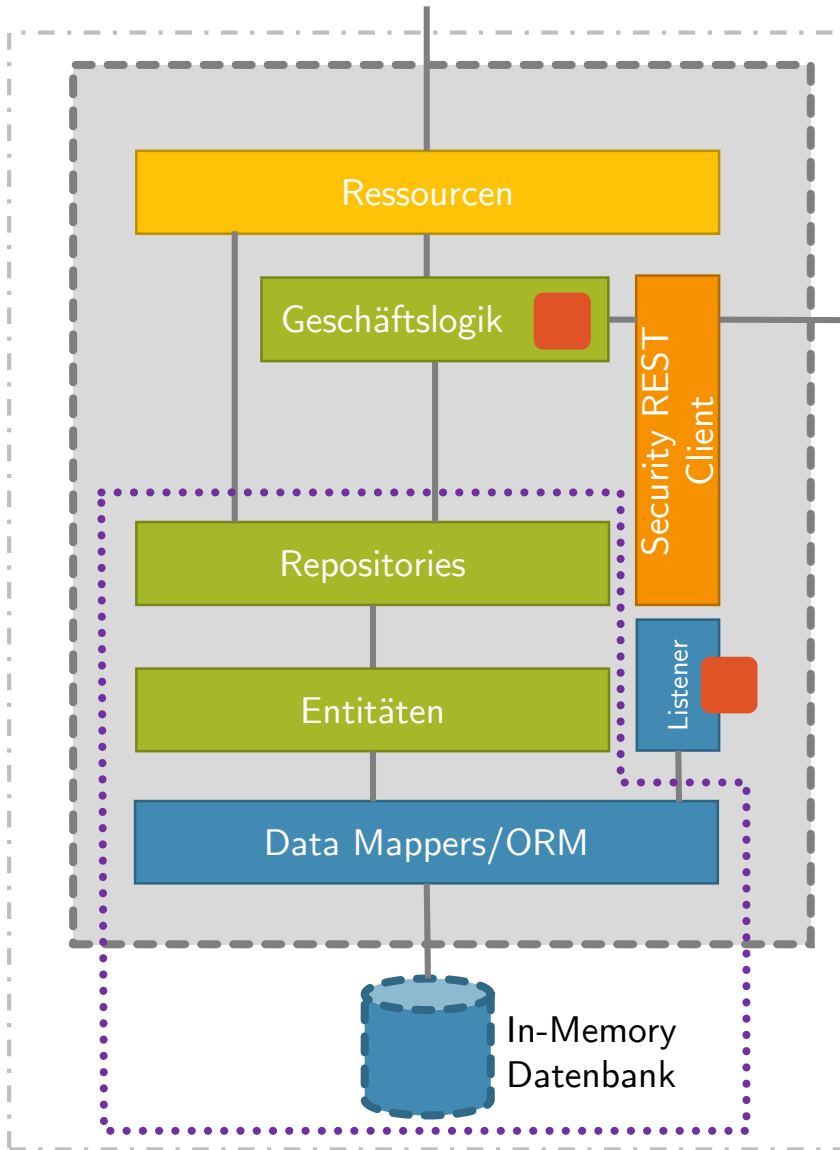 Ressourcen
Geschäftslogik
Security REST
Client
Repositories
Listener
Entitäten
Data Mappers/ORM
In-Memory
Datenbank